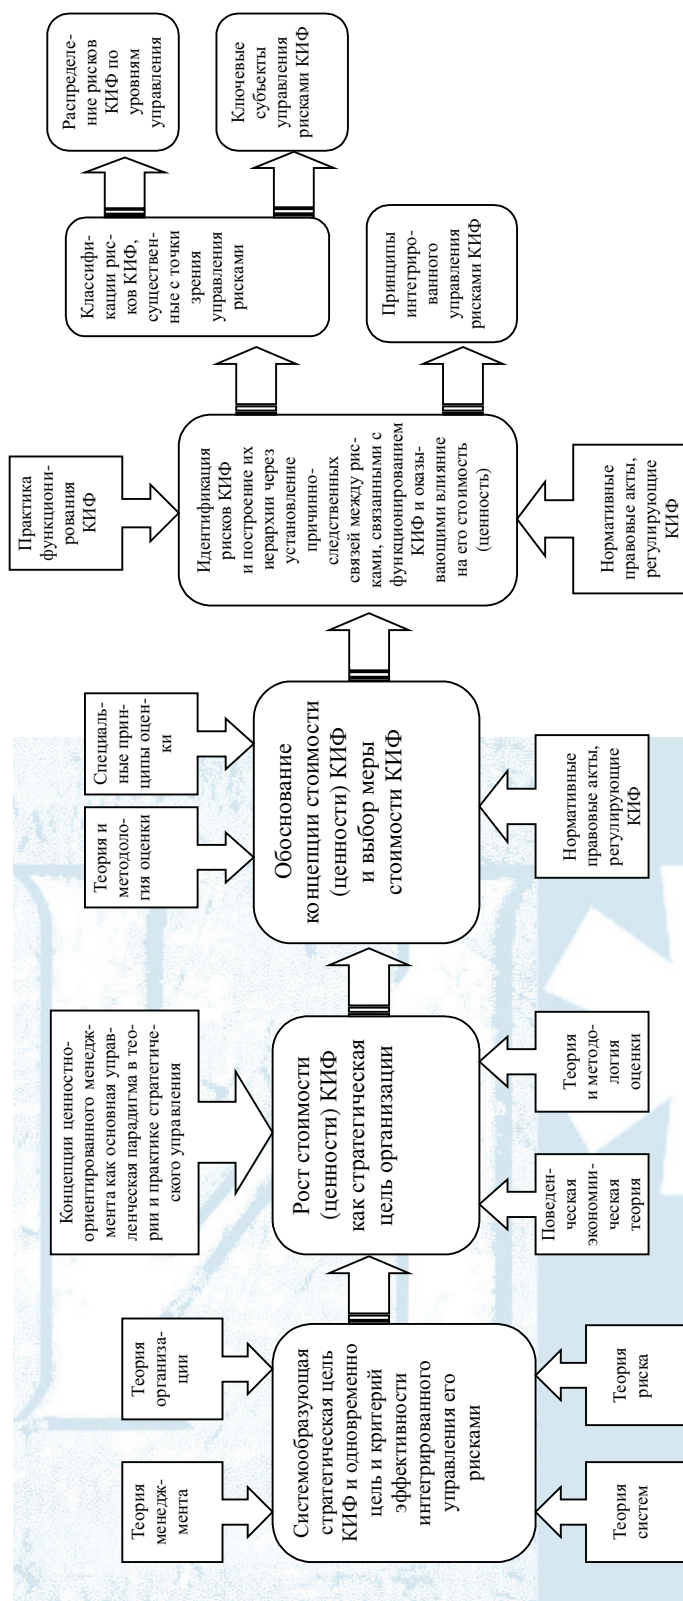 Теория
менедж-
мента
Теория
организа-
ции
Системообразующая
стратегическая цель
КИФ и одновременно
цель и критерий
эффективности
интегрированного
управления его
рисками
Теория
систем
Теория
риска
Концепции ценностно-
ориентированного менедж-
мента как основная управ-
ленческая парадигма в тео-
рии и практике стратегиче-
ского управления
Рост стоимости
(ценности) КИФ
как стратегическая
цель организации
Поведен-
ческая
экономии-
ческая
теория
Теория
и методо-
логия
оценки
Теория и
методоло-
гия оценки
Специаль-
ные прин-
ципы оцен-
ки
Обоснование
концепции стоимости
(ценности) КИФ
и выбор меры
стоимости КИФ
Нормативные
правовые акты,
регулирующие
КИФ
Практика
функциони-
рования
КИФ
Идентификация
рисков КИФ
и построение их
иерархии через
установление
причинно-
следственных
связей между рис-
ками, связанными с
функционированием
КИФ и оказы-
вающими влияние
на его стоимость
(ценность)
Нормативные
правовые акты,
регулирующие
КИФ
Классифи-
кации рис-
ков КИФ,
существен-
ные с точки
зрения
управления
рисками
Принципы
интегриро-
ванного
управления
рисками КИФ
Распределе-
ние рисков
КИФ по
уровням
управления
Ключевые
субъекты
управления
рисками КИФ